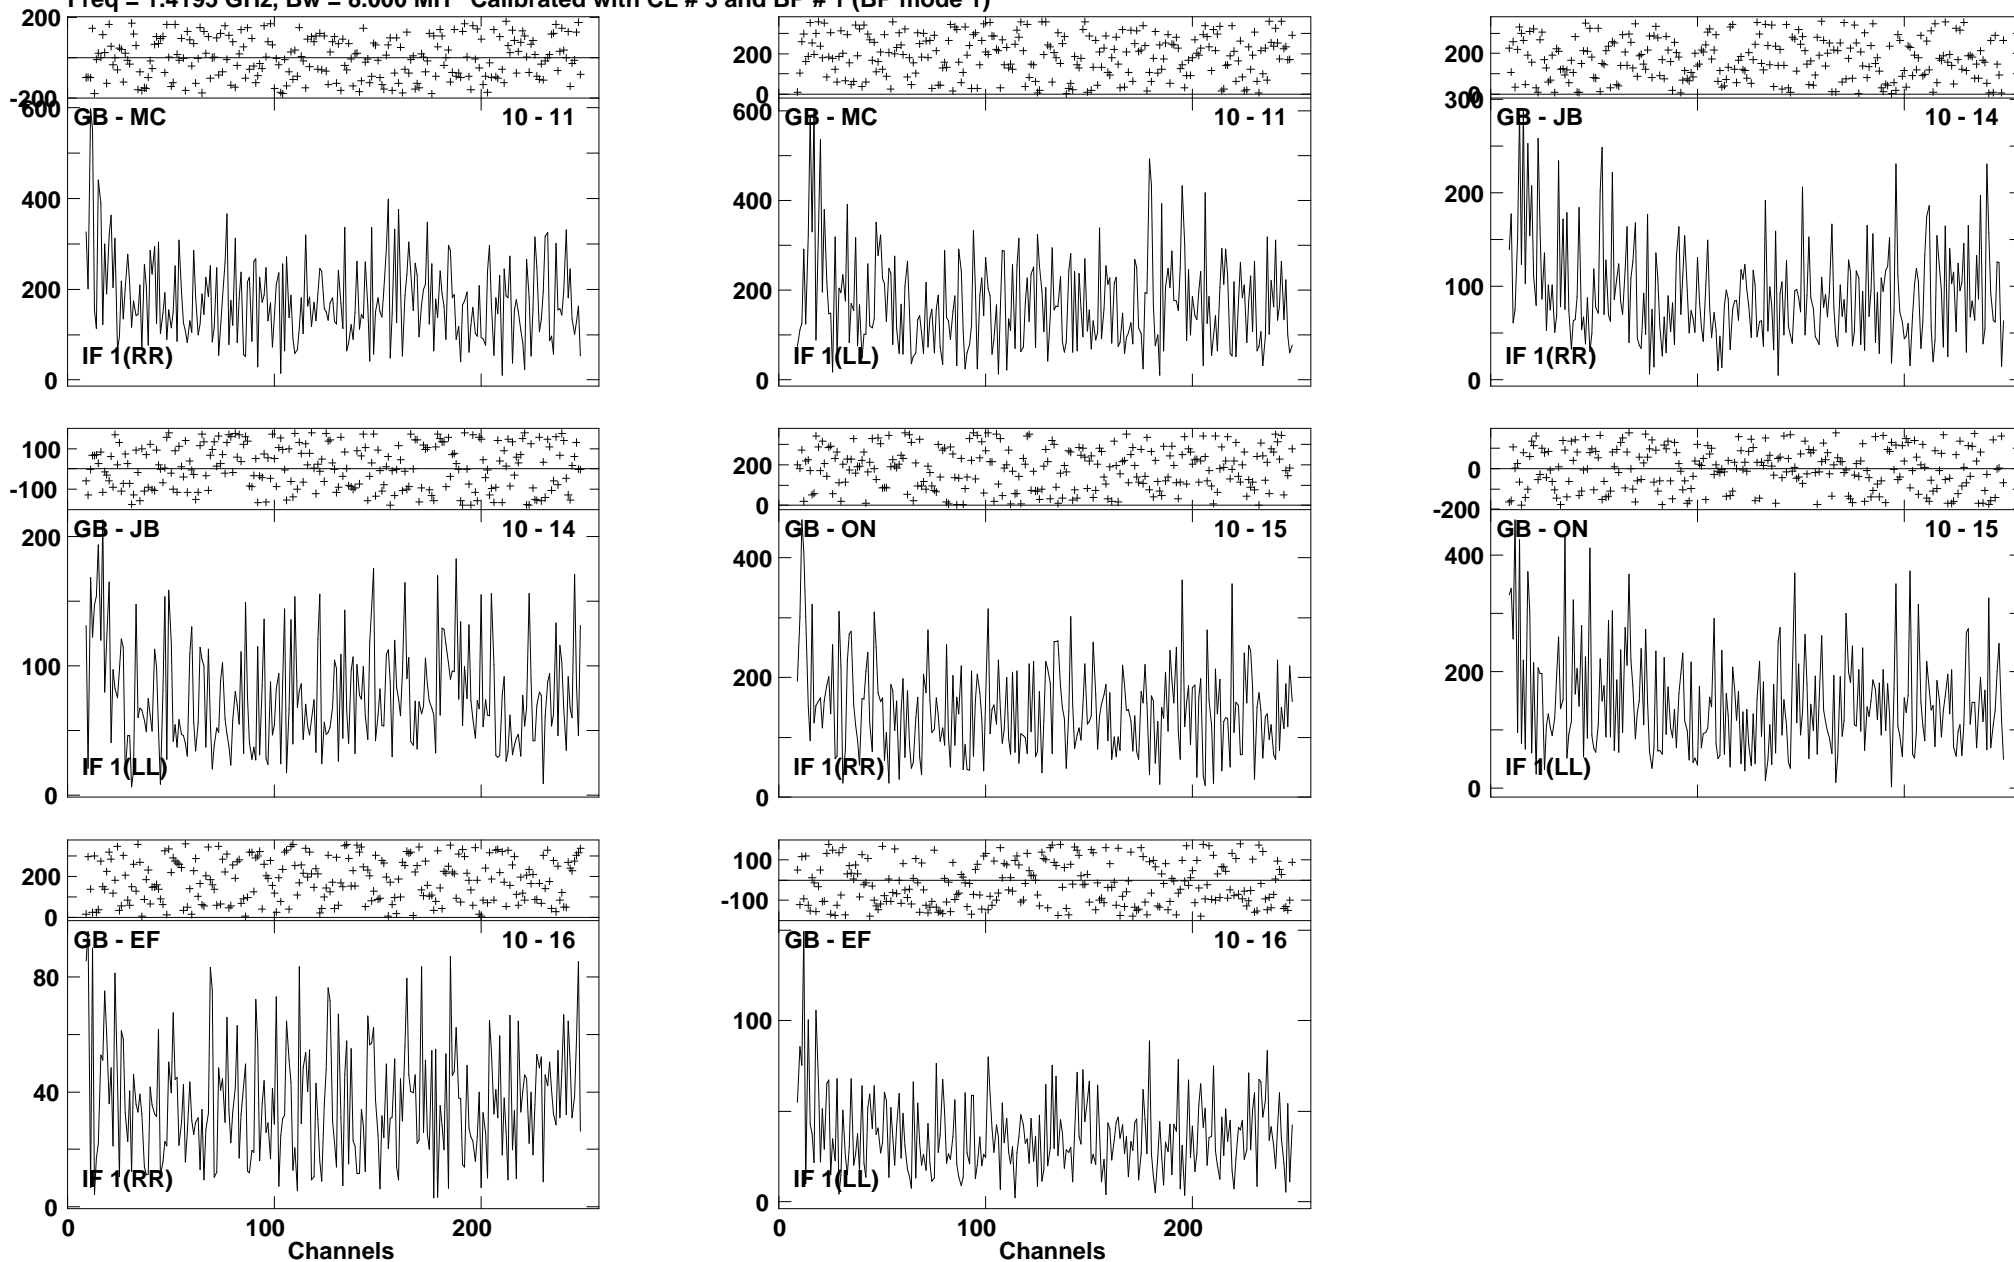 Freq = 1.4195 GHz, Bw = 8.000 MH Calibrated with CL # 3 and BP # 1 (BP mode 1)
200
-200
600
400
200
0
GB - MC
10 - 11
IF 1(RR)
200
0
600
400
200
0
GB - MC
10 - 11
IF 1(LL)
200
0
300
200
100
0
GB - JB
10 - 14
IF 1(RR)
100
-100
200
100
0
GB - JB
10 - 14
IF 1(LL)
200
0
400
200
0
GB - ON
10 - 15
IF 1(RR)
0
-200
400
200
0
GB - ON
10 - 15
IF 1(LL)
200
0
80
40
0
GB - EF
10 - 16
IF 1(RR)
0 100 200
Channels
100
-100
100
0
GB - EF
10 - 16
IF 1(LL)
100 200
Channels